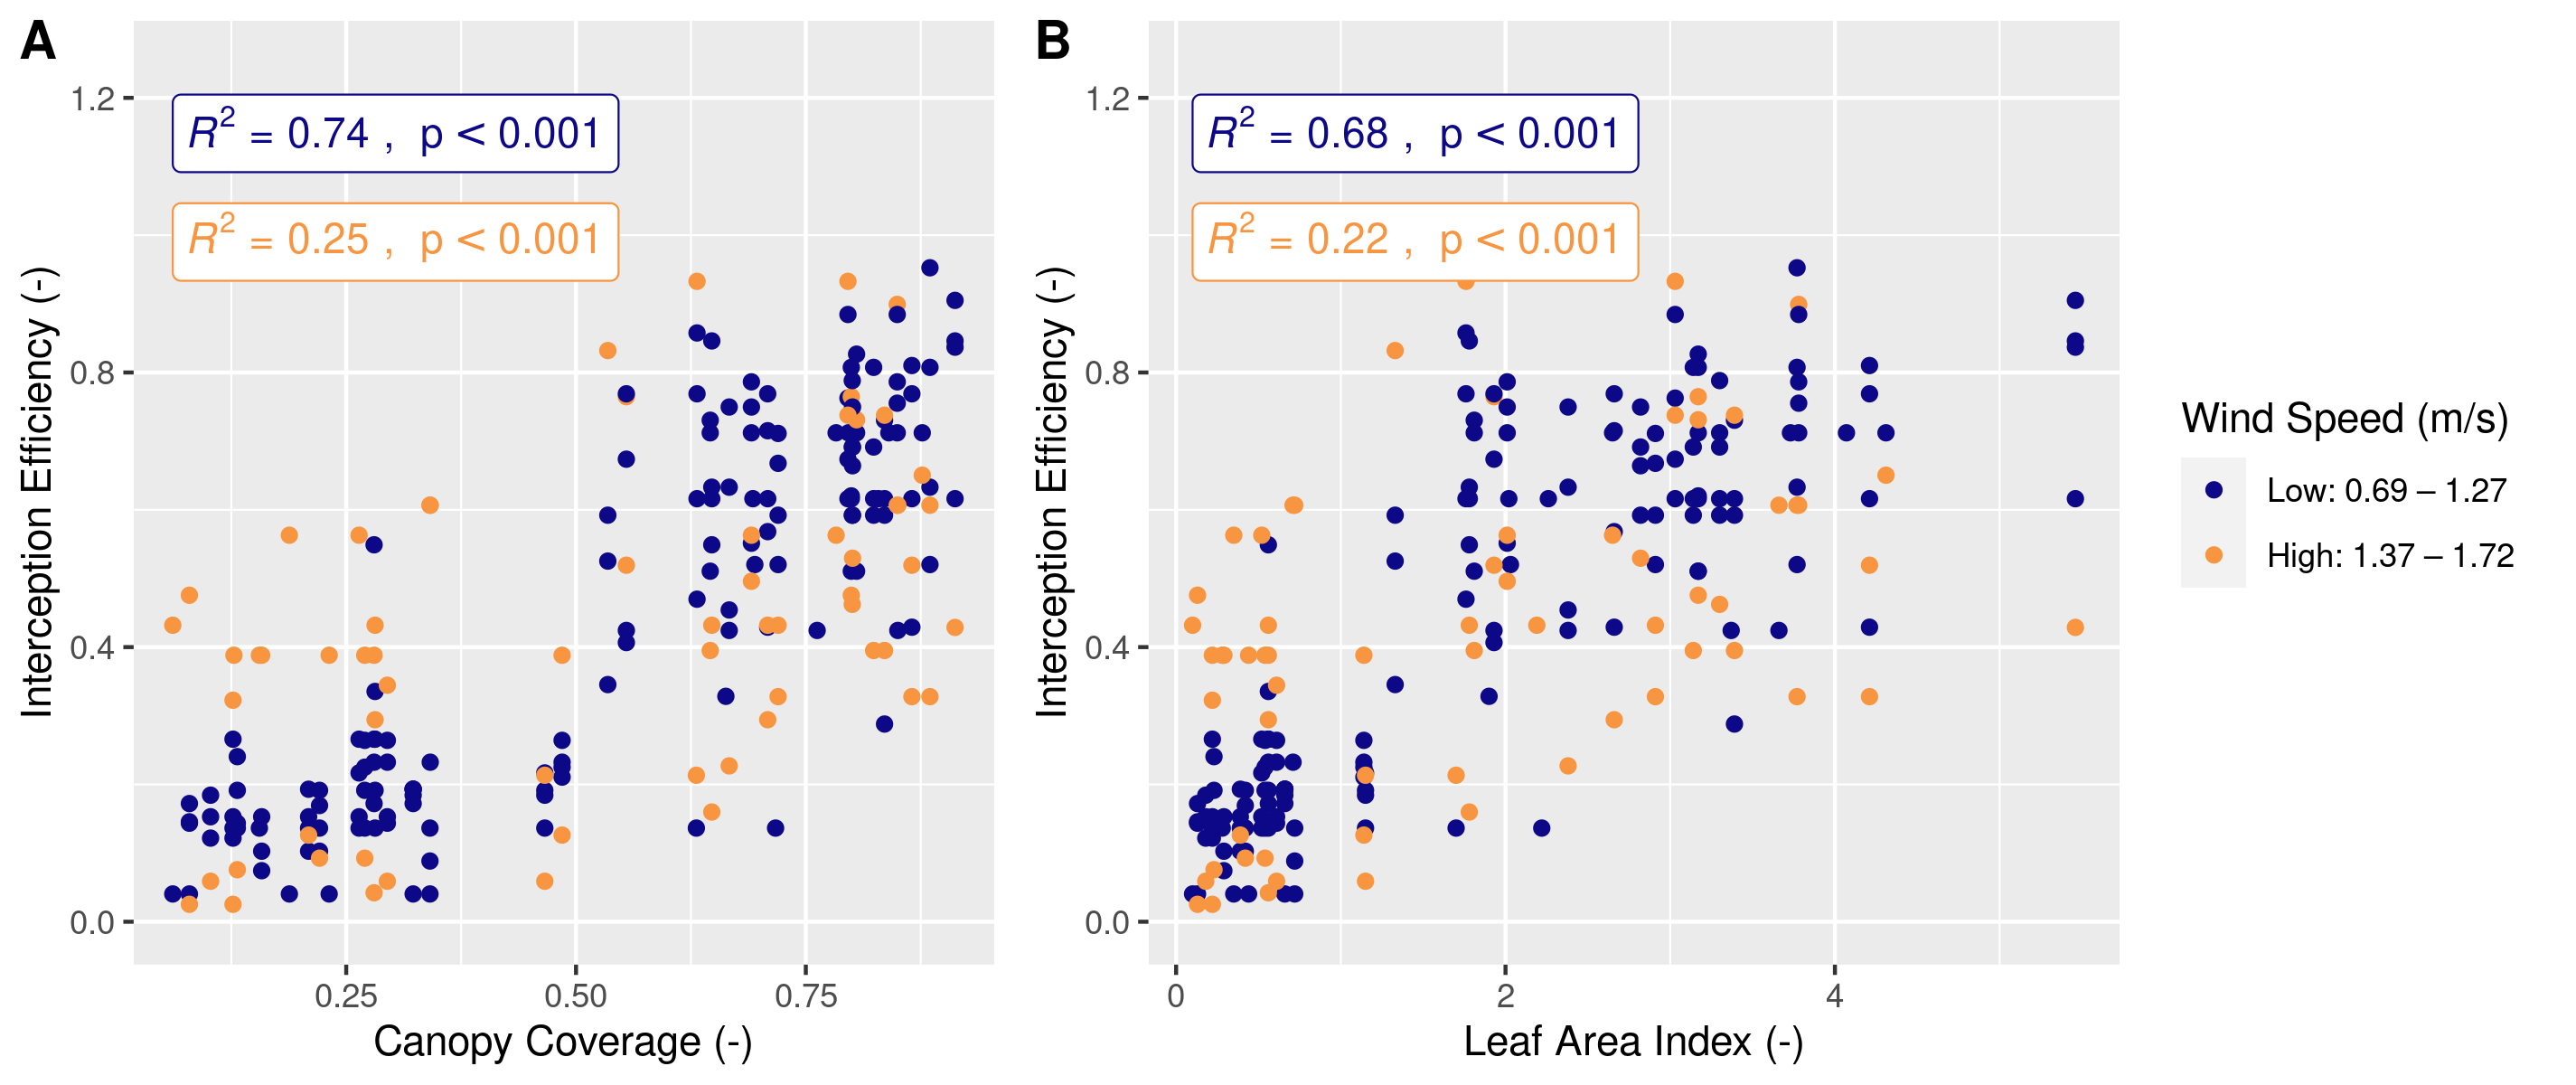 A
R2 = 0.74 , p < 0.001
R2 = 0.25 , p < 0.001
1.2
0.8
0.4
0.0
Interception Efficiency (-)
0.25 0.50 0.75
Canopy Coverage (-)
B
R2 = 0.68 , p < 0.001
R2 = 0.22 , p < 0.001
1.2
0.8
0.4
0.0
Interception Efficiency (-)
0 2 4
Leaf Area Index (-)
Wind Speed (m/s)
Low: 0.69 – 1.27
High: 1.37 – 1.72